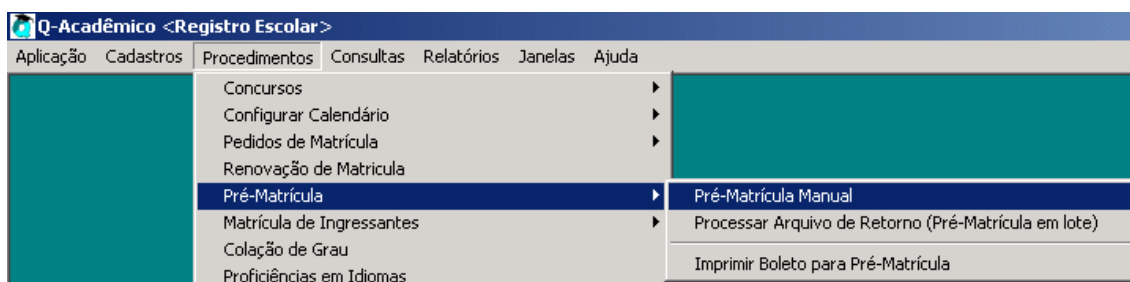 Q-Acadêmico <Registro Escolar>
Aplicação Cadastros Procedimentos Consultas Relatórios Janelas Ajuda
Concursos
Configurar Calendário
Pedidos de Matrícula
Renovação de Matricula
Pré-Matrícula
Pré-Matrícula Manual
Matrícula de Ingressantes
Processar Arquivo de Retorno (Pré-Matrícula em lote)
Colação de Grau
Imprimir Boleto para Pré-Matrícula
Proficiências em Idiomas